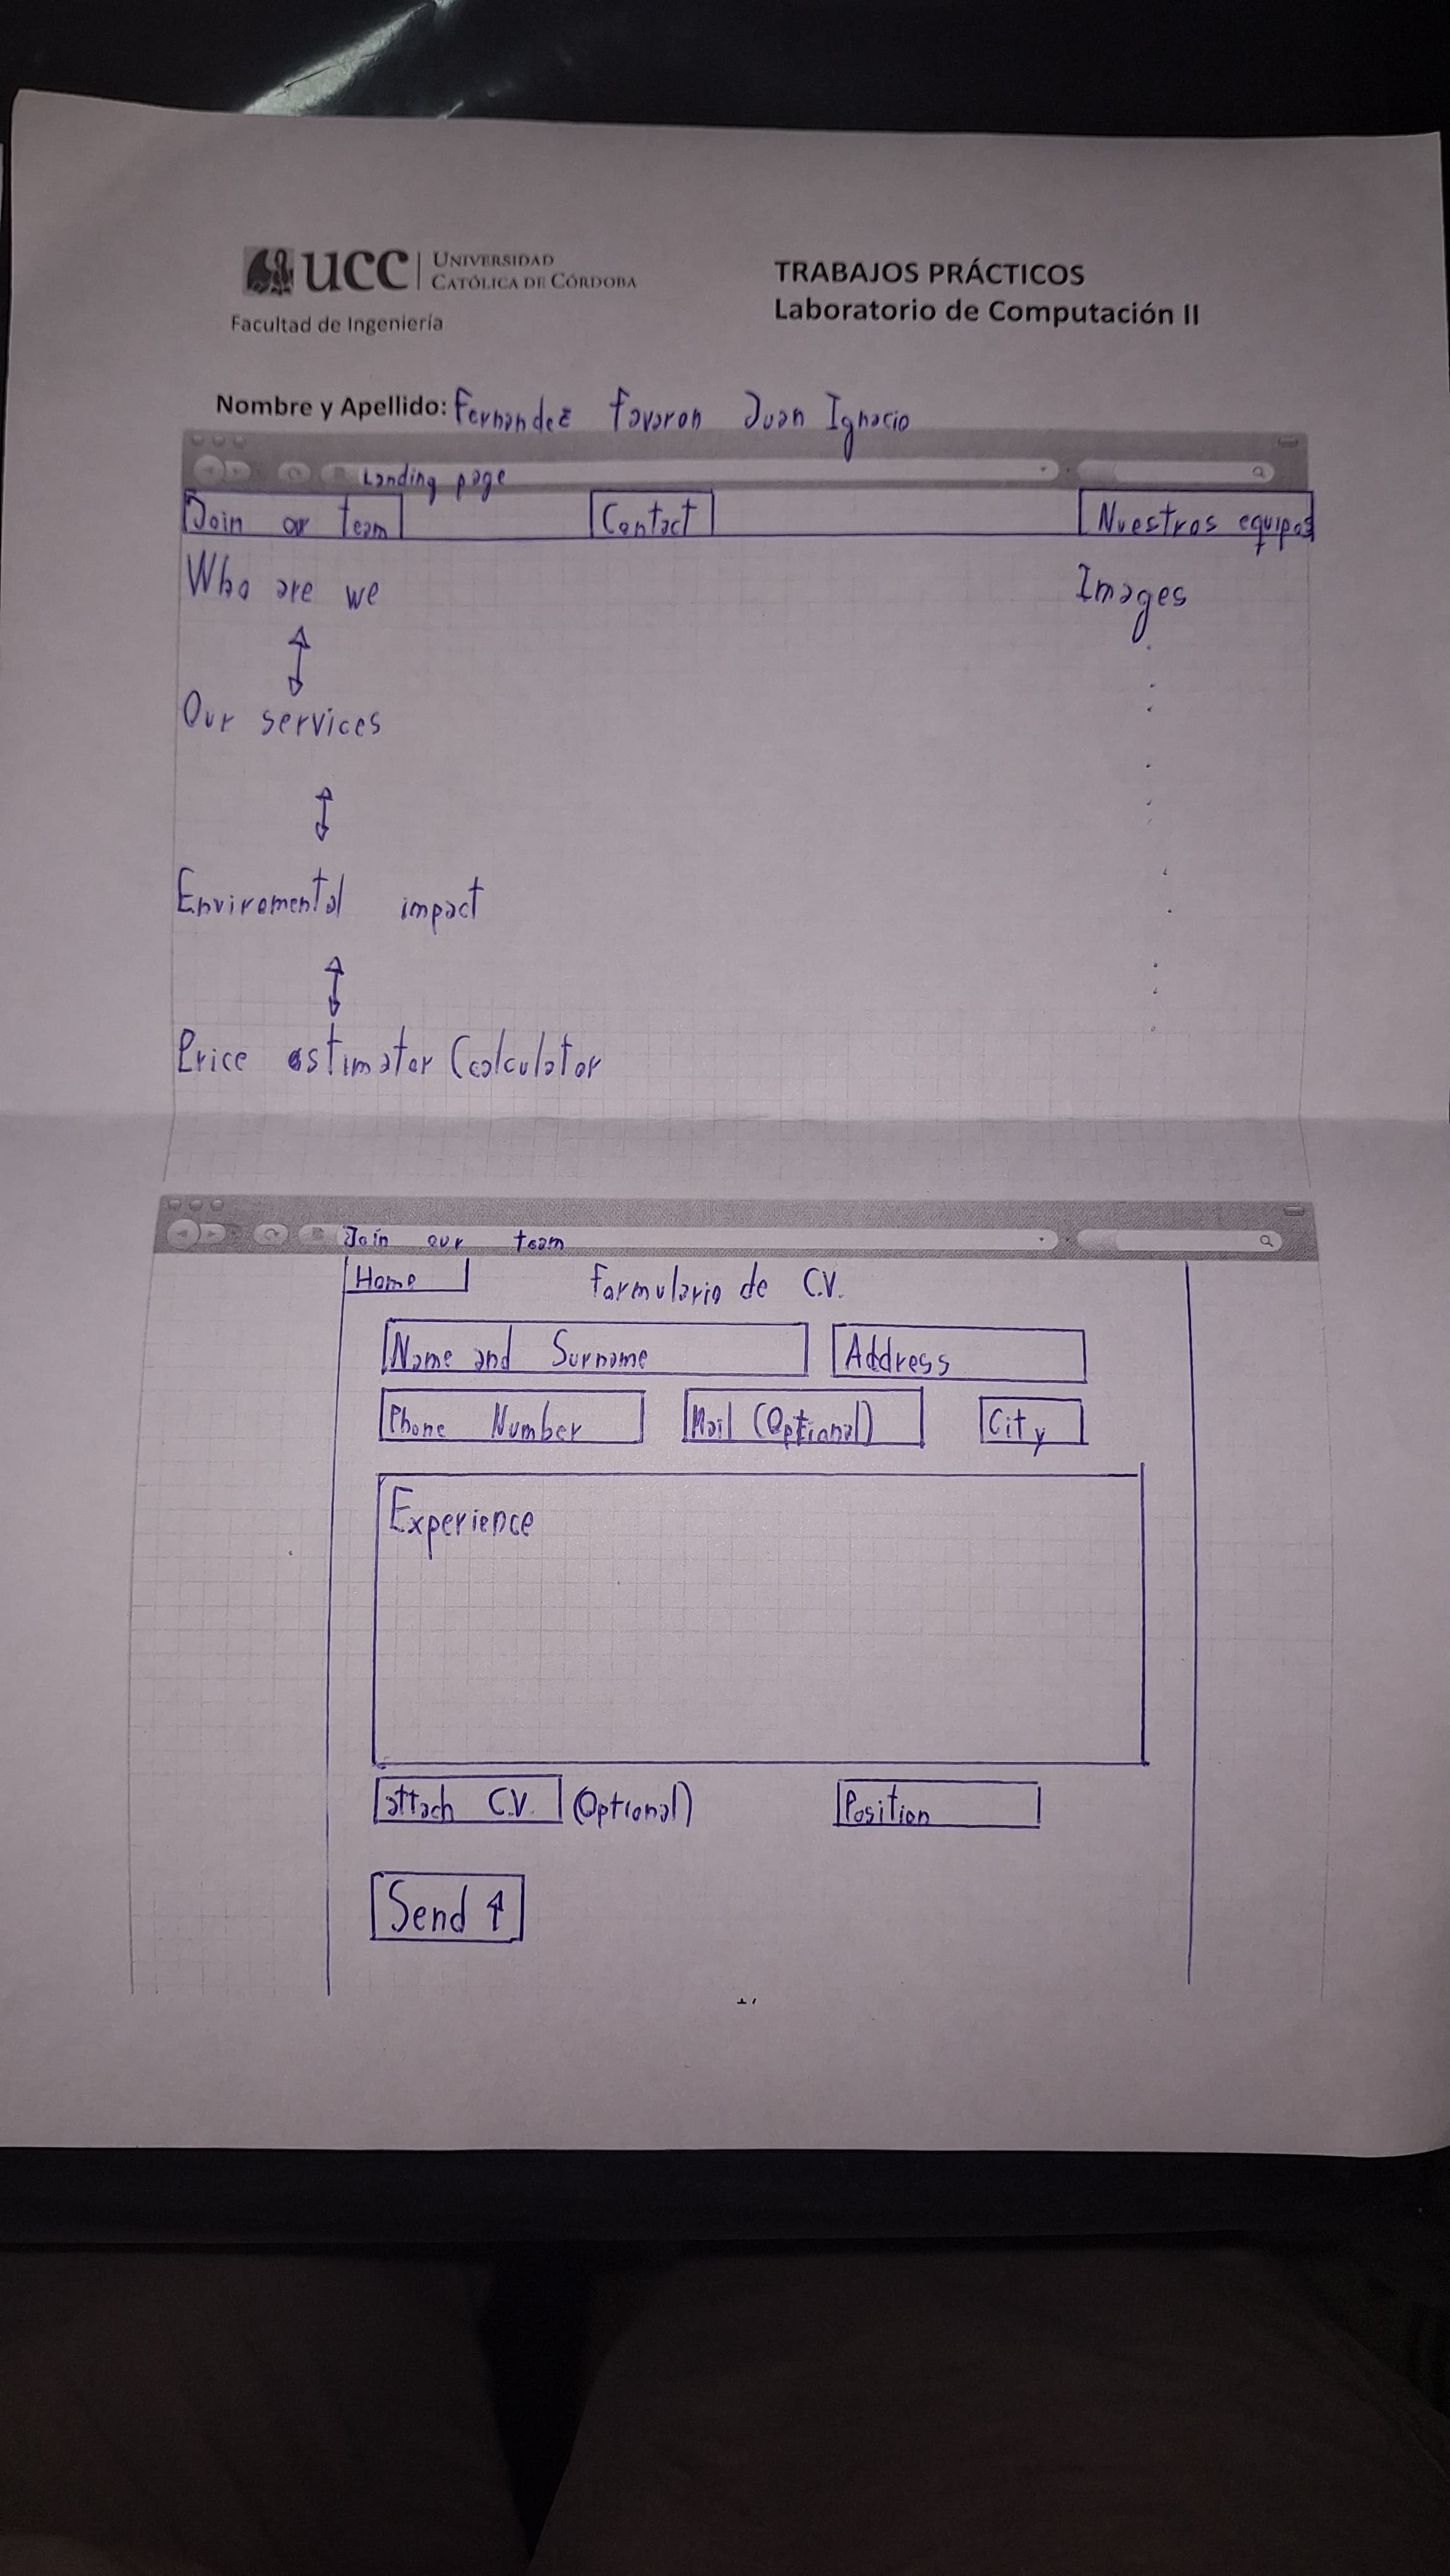 UCC UNIVERSIDAD CATÓLICA DE CÓRDOBA
Facultad de Ingeniería
TRABAJOS PRÁCTICOS
Laboratorio de Computación II
Nombre y Apellido: Fernandez Favaron Juan Ignacio
Landing page
Join our team Contact Nuestros equipos
Who are we Images
Our services
Enviromental impact
Price estimator Calculator
Join our team
Home Formulario de C.V.
Name and Surname Address
Phone Number Mail (Optional) City
Experience
attach C.V. (Optional) Position
Send ↑